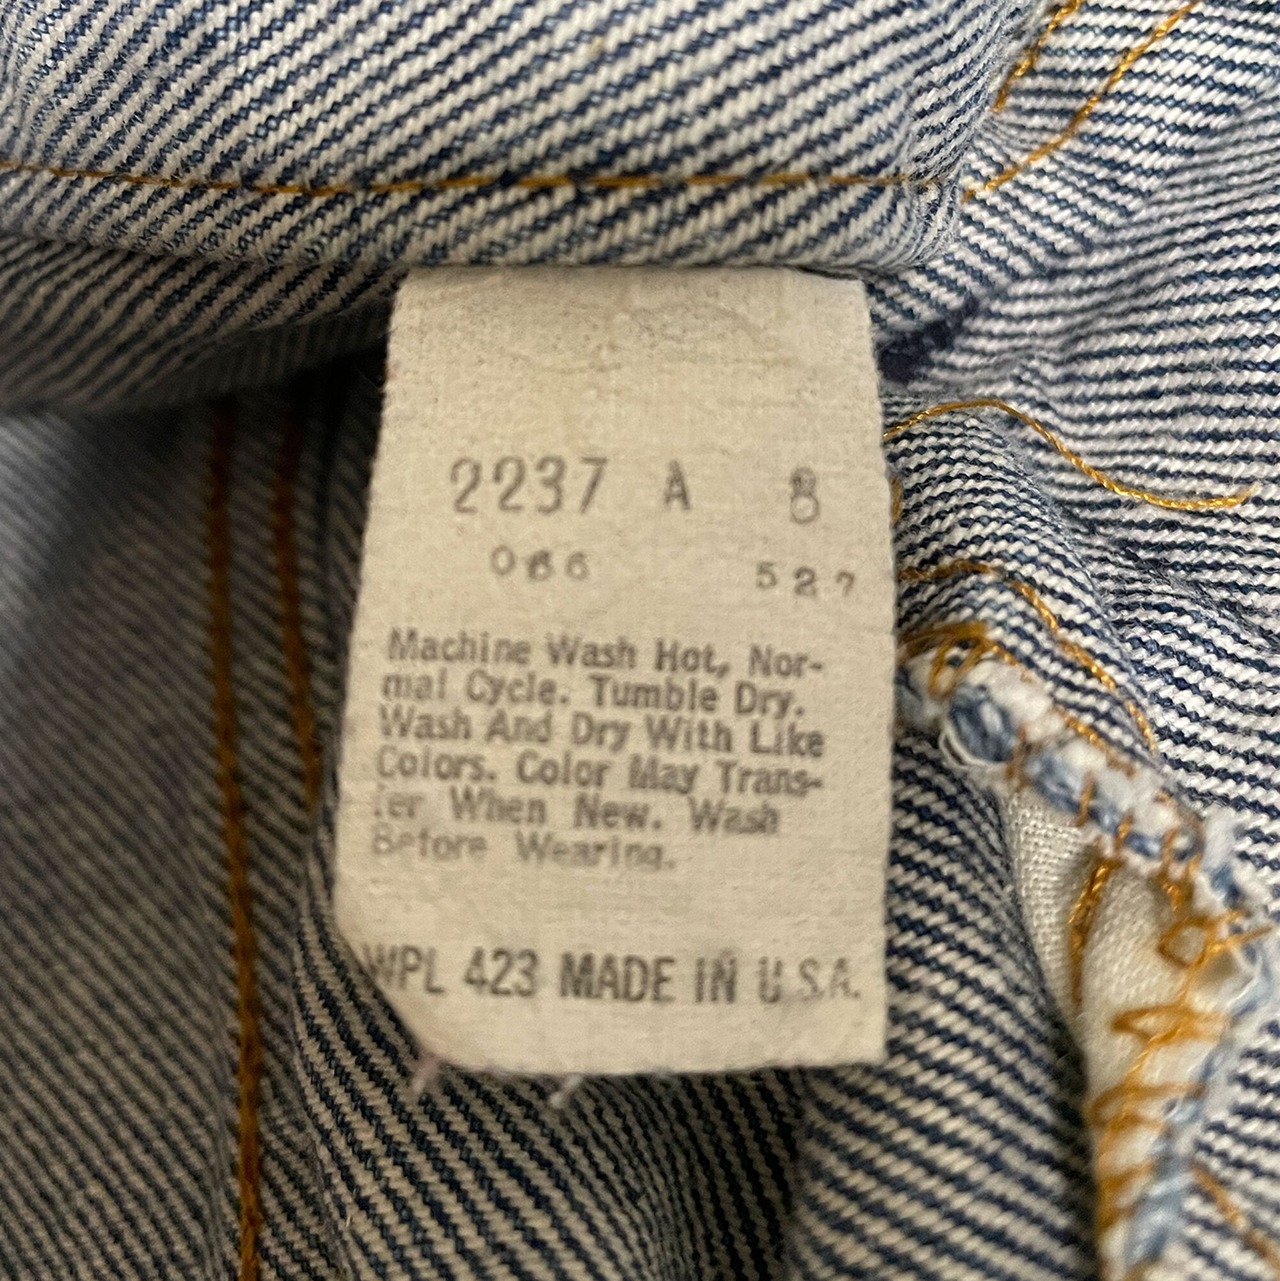 2237 A 8
066 527
Machine Wash Hot, Nor-
mal Cycle. Tumble Dry.
Wash And Dry With Like
Colors. Color May Trans-
fer When New. Wash
Before Wearing.
WPL 423 MADE IN U.S.A.